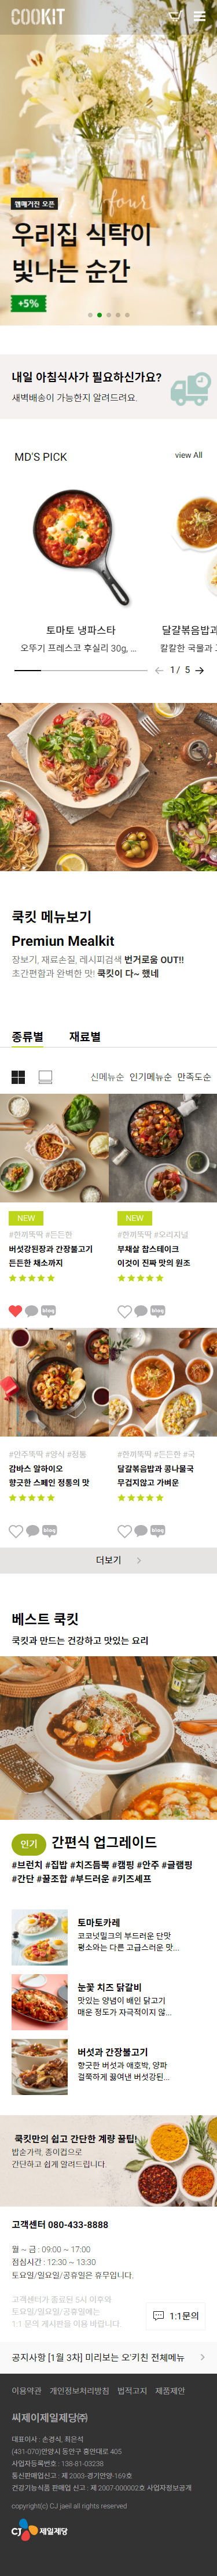 COOKIT
웹매거진 오픈
우리집 식탁이
빛나는 순간
+5%
내일 아침식사가 필요하신가요?
새벽배송이 가능한지 알려드려요.
MD'S PICK
view All
토마토 냉파스타
오뚜기 프레스코 후실리 30g, ...
달걀볶음밥과
칼칼한 국물과
1 / 5
쿡킷 메뉴보기
Premiun Mealkit
장보기, 재료손질, 레시피검색 번거로움 OUT!!
초간편함과 완벽한 맛! 쿡킷이 다~ 했네
종류별 재료별
신메뉴순 인기메뉴순 만족도순
NEW
#한끼뚝딱 #든든한
버섯강된장과 간장불고기
든든한 채소까지
blog
NEW
#한끼뚝딱 #오리지널
부채살 찹스테이크
이것이 진짜 맛의 원조
blog
#안주뚝딱 #양식 #정통
감바스 알하이오
향긋한 스페인 정통의 맛
blog
#한끼뚝딱 #든든한 #국
달걀볶음밥과 콩나물국
무겁지않고 가벼운
blog
더보기
베스트 쿡킷
쿡킷과 만드는 건강하고 맛있는 요리
인기 간편식 업그레이드
#브런치 #집밥 #치즈듬뿍 #캠핑 #안주 #글램핑
#간단 #꿀조합 #부드러운 #키즈셰프
토마토카레
코코넛밀크의 부드러운 단맛
평소와는 다른 고급스러운 맛...
눈꽃 치즈 닭갈비
맛있는 양념이 배인 닭고기
매운 정도가 자극적이지 않...
버섯과 간장불고기
향긋한 버섯과 애호박, 양파
걸쭉하게 끓여낸 버섯강된...
쿡킷만의 쉽고 간단한 계량 꿀팁!
밥숟가락, 종이컵으로
간단하고 쉽게 알려드립니다.
고객센터 080-433-8888
월 ~ 금 : 09:00 ~ 17:00
점심시간 : 12:30 ~ 13:30
토요일/일요일/공휴일은 휴무입니다.
고객센터가 종료된 5시 이후와
토요일/일요일/공휴일에는
1:1 문의 게시판을 이용 바랍니다.
1:1문의
공지사항 [1월 3차] 미리보는 오'키친 전체메뉴
이용약관 개인정보처리방침 법적고지 제품제안
씨제이제일제당㈜
대표이사 : 손경식, 최은석
(431-070)안양시 동안구 흥안대로 405
사업자등록번호 : 138-81-03238
통신판매업신고 : 제 2003-경기안양-169호
건강기능식품 판매업 신고 : 제 2007-000002호 사업자정보공개
copyright(c) CJ jaeil all rights reserved
CJ 제일제당